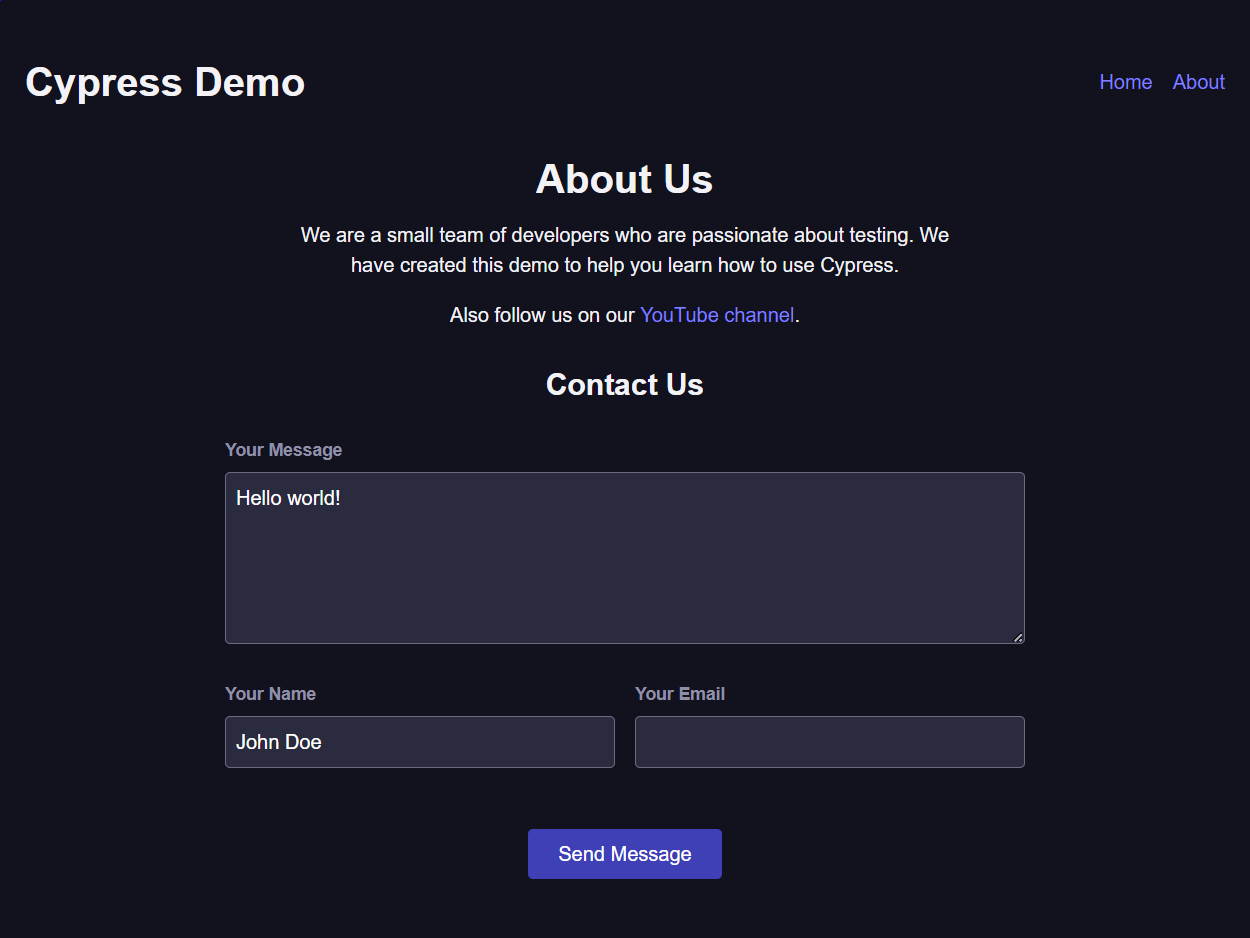 Cypress Demo
Home About
About Us
We are a small team of developers who are passionate about testing. We
have created this demo to help you learn how to use Cypress.
Also follow us on our YouTube channel.
Contact Us
Your Message
Hello world!
Your Name
Your Email
John Doe
Send Message